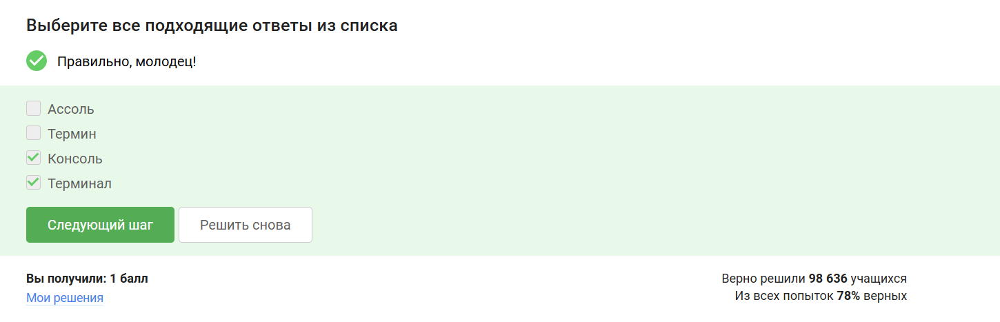 Выберите все подходящие ответы из списка
Правильно, молодец!
Ассоль
Термин
Консоль
Терминал
Следующий шаг
Решить снова
Вы получили: 1 балл
Мои решения
Верно решили 98 636 учащихся
Из всех попыток 78% верных